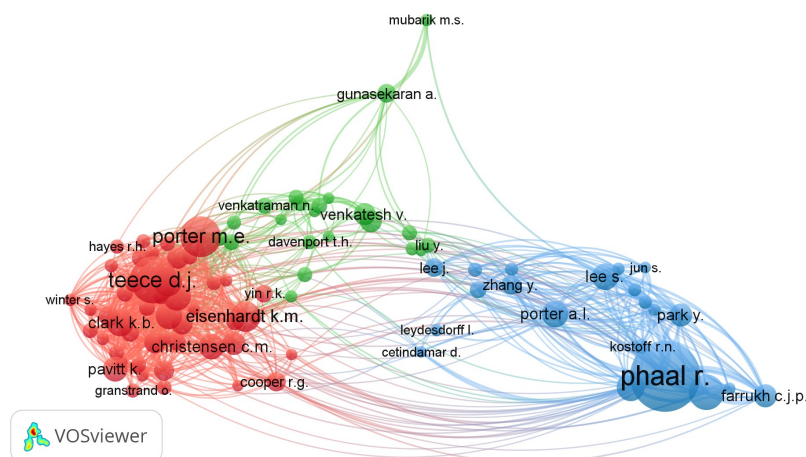 mubarik m.s.
gunasekaran a.
venkatraman n.
venkatesh v.
porter m.e.
hayes r.h.
davenport t.h.
liu y.
lee j.
jun s.
lee s.
teece d.j.
zhang y.
yin r.k.
winter s.
eisenhardt k.m.
porter a.l.
park y.
clark k.b.
leydesdorff l.
christensen c.m.
kostoff r.n.
cetindamar d.
pavitt k.
phaal r.
cooper r.g.
granstrand o.
farrukh c.j.p.
VOSviewer